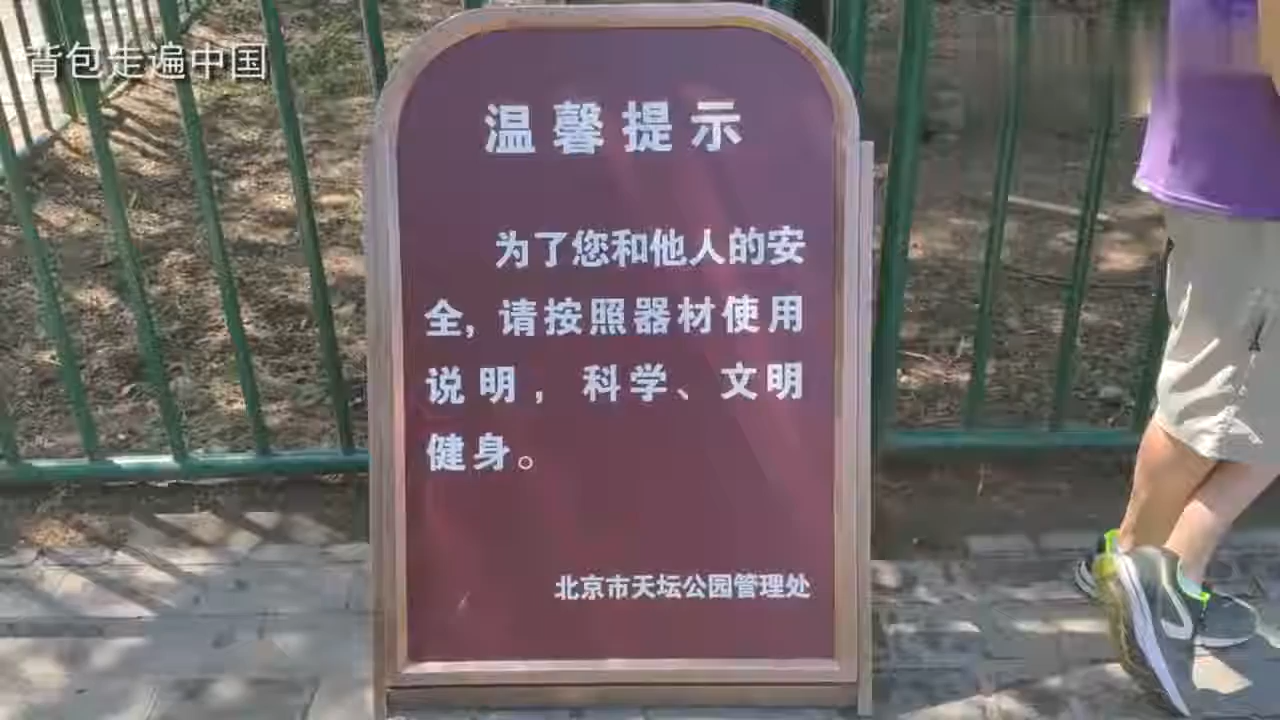 背包走遍中国
温馨提示
为了您和他人的安
全,请按照器材使用
说明，科学、文明
健身。
北京市天坛公园管理处